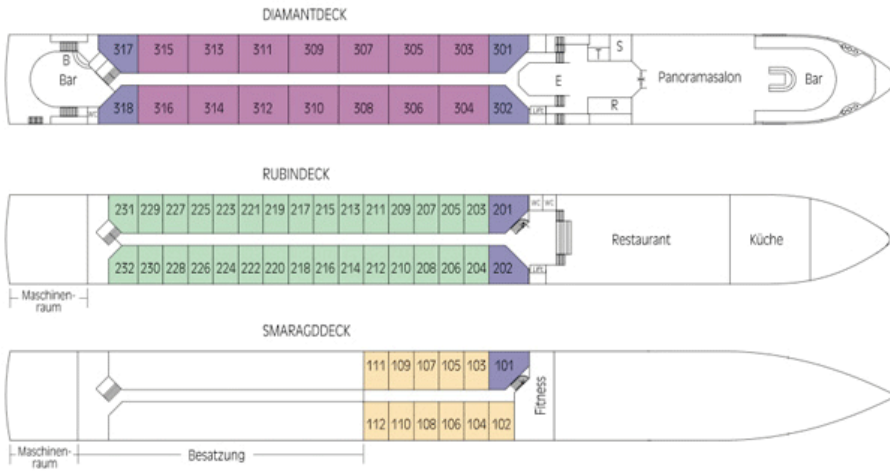 DIAMANTDECK
317 315 313 311 309 307 305 303 301
B
Bar
T
S
E
Panoramasalon
Bar
318 316 314 312 310 308 306 304 302
WC
LIFT
R
RUBINDECK
231 229 227 225 223 221 219 217 215 213 211 209 207 205 203 201
WC WC
Restaurant
Küche
232 230 228 226 224 222 220 218 216 214 212 210 208 206 204 202
LIFT
Maschinen-
raum
SMARAGDDECK
111 109 107 105 103 101
Fitness
112 110 108 106 104 102
Maschinen-
raum
Besatzung